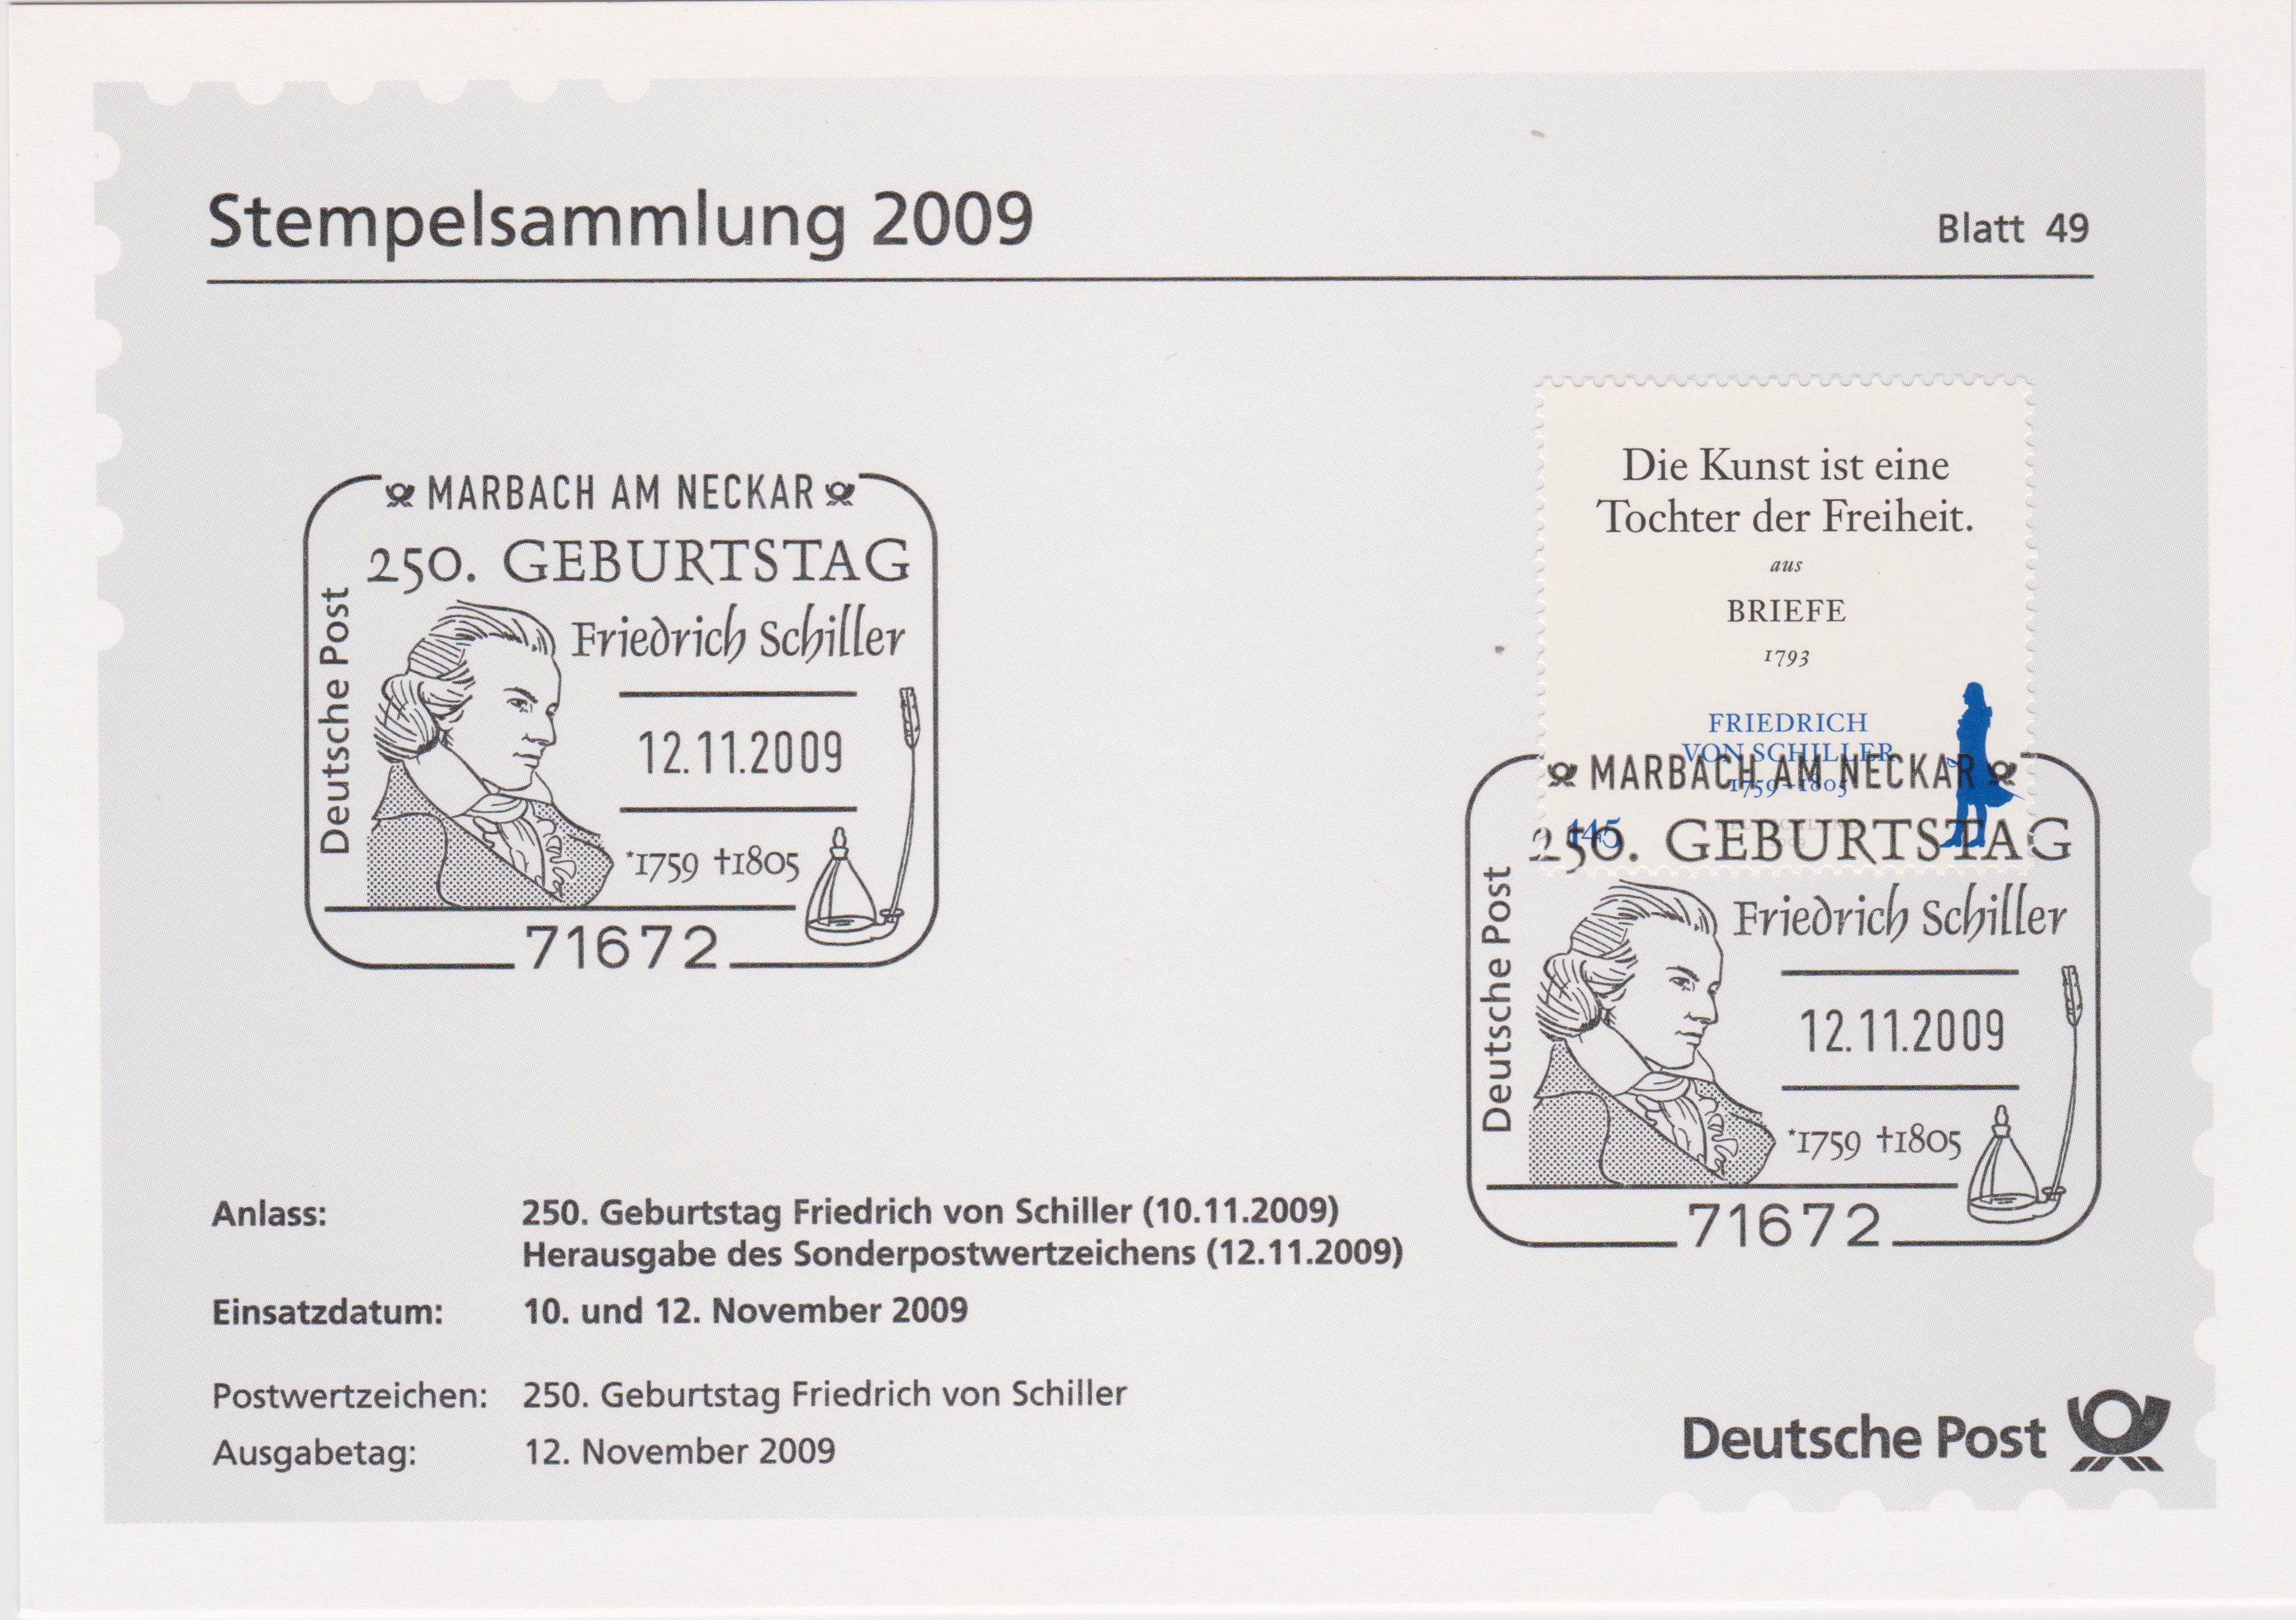 Stempelsammlung 2009
Blatt 49
MARBACH AM NECKAR
250. GEBURTSTAG
Friedrich Schiller
Deutsche Post
12.11.2009
*1759 †1805
71672
Die Kunst ist eine
Tochter der Freiheit.
aus
BRIEFE
1793
FRIEDRICH
VON SCHILLER
1759–1805
145
MARBACH AM NECKAR
250. GEBURTSTAG
Friedrich Schiller
Deutsche Post
12.11.2009
*1759 †1805
71672
Anlass: 250. Geburtstag Friedrich von Schiller (10.11.2009)
Herausgabe des Sonderpostwertzeichens (12.11.2009)
Einsatzdatum: 10. und 12. November 2009
Postwertzeichen: 250. Geburtstag Friedrich von Schiller
Ausgabetag: 12. November 2009
Deutsche Post